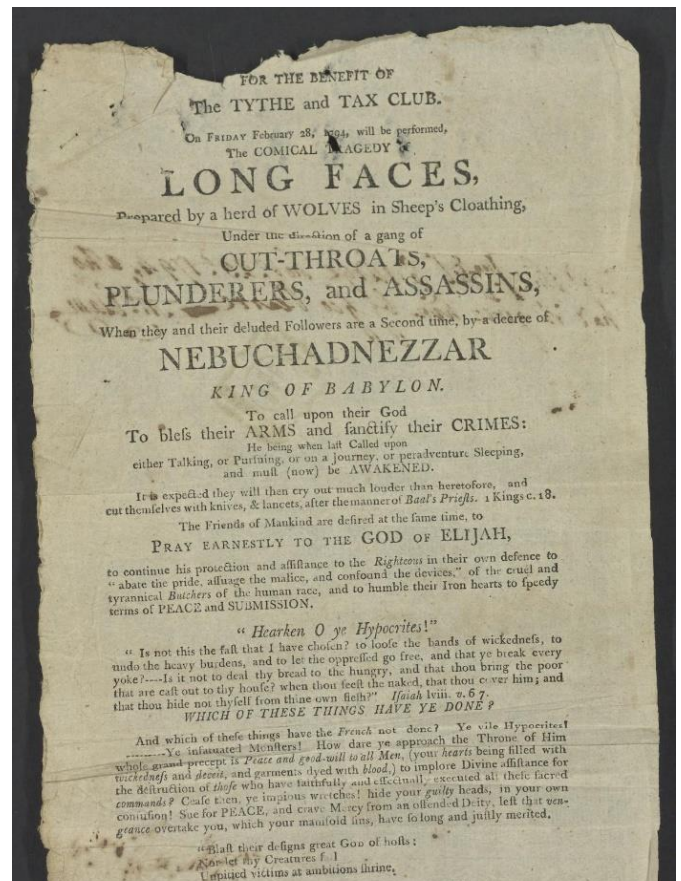 FOR THE BENEFIT OF
The TYTHE and TAX CLUB.
On FRIDAY February 28, 1794, will be performed,
The COMICAL TRAGEDY of
LONG FACES,
Prepared by a herd of WOLVES in Sheep's Cloathing,
Under the direction of a gang of
CUT-THROATS,
PLUNDERERS, and ASSASSINS,
When they and their deluded Followers are a Second time, by a decree of
NEBUCHADNEZZAR
KING OF BABYLON.
To call upon their God
To bleſs their ARMS and ſanctify their CRIMES:
He being when laſt Called upon
either Talking, or Purſuing, or on a journey, or peradventure Sleeping,
and muſt (now) be AWAKENED.
It is expected they will then cry out much louder than heretofore, and
cut themſelves with knives, & lancets, after the manner of Baal's Prieſts. 1 Kings c. 18.
The Friends of Mankind are deſired at the ſame time, to
PRAY EARNESTLY TO THE GOD OF ELIJAH,
to continue his protection and aſſiſtance to the Righteous in their own defence to
"abate the pride, aſſuage the malice, and confound the devices," of the cruel and
tyrannical Butchers of the human race, and to humble their Iron hearts to ſpeedy
terms of PEACE and SUBMISSION.
"Hearken O ye Hypocrites!"
"Is not this the faſt that I have choſen? to looſe the bands of wickedneſs, to
undo the heavy burdens, and to let the oppreſſed go free, and that ye break every
yoke?----Is it not to deal thy bread to the hungry, and that thou bring the poor
that are caſt out to thy houſe? when thou ſeeſt the naked, that thou cover him; and
that thou hide not thyſelf from thine own fleſh?" Iſaiah lviii. v. 6 7.
WHICH OF THESE THINGS HAVE YE DONE?
And which of theſe things have the French not done? Ye vile Hypocrites!
---------Ye infatuated Monſters! How dare ye approach the Throne of Him
whoſe grand precept is Peace and good-will to all Men, (your hearts being filled with
wickedneſs and deceit, and garments dyed with blood,) to implore Divine aſſiſtance for
the deſtruction of thoſe who have faithfully and effectually executed all theſe ſacred
commands? Ceaſe then, ye impious wretches! hide your guilty heads, in your own
confuſion! Sue for PEACE, and crave Mercy from an offended Deity, leſt that ven-
geance overtake you, which your manifold ſins, have ſo long and juſtly merited.
"Blaſt their deſigns great GOD of hoſts:
Nor let thy Creatures fall
Unpitied victims at ambitions ſhrine,